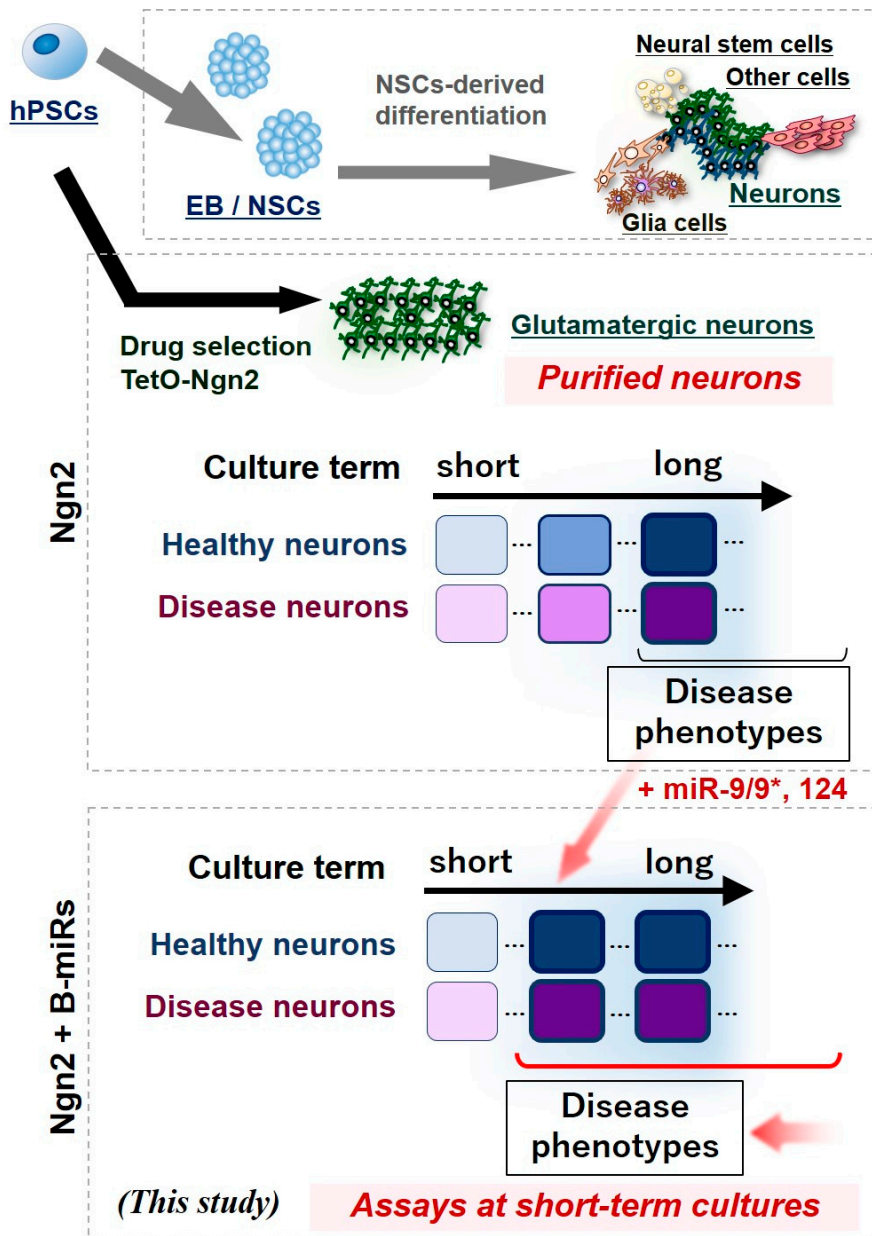 hPSCs
EB / NSCs
NSCs-derived
differentiation
Neural stem cells
Other cells
Neurons
Glia cells
Drug selection
TetO-Ngn2
Glutamatergic neurons
Purified neurons
Ngn2
Culture term short long
Healthy neurons ... ... ...
Disease neurons ... ... ...
Disease
phenotypes
+ miR-9/9*, 124
Ngn2 + B-miRs
Culture term short long
Healthy neurons ... ... ...
Disease neurons ... ... ...
Disease
phenotypes
(This study) Assays at short-term cultures